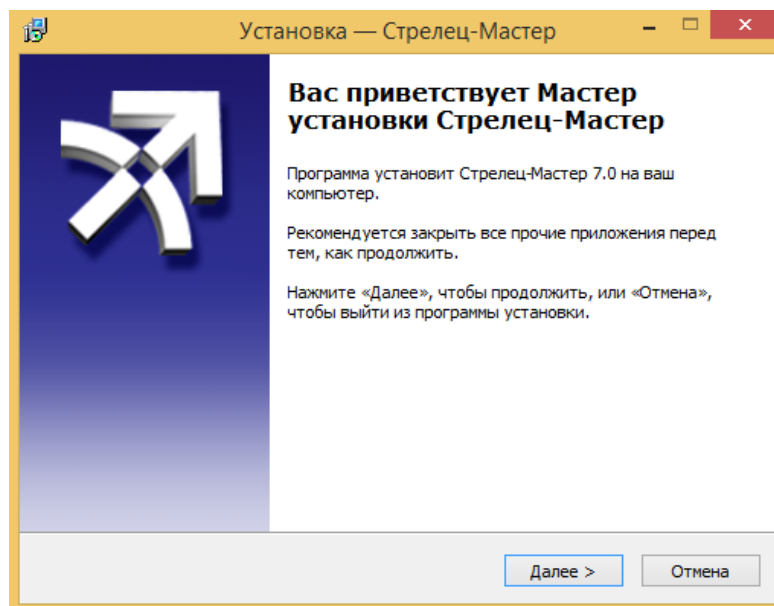 Установка — Стрелец-Мастер
Вас приветствует Мастер
установки Стрелец-Мастер
Программа установит Стрелец-Мастер 7.0 на ваш
компьютер.
Рекомендуется закрыть все прочие приложения перед
тем, как продолжить.
Нажмите «Далее», чтобы продолжить, или «Отмена»,
чтобы выйти из программы установки.
Далее >
Отмена